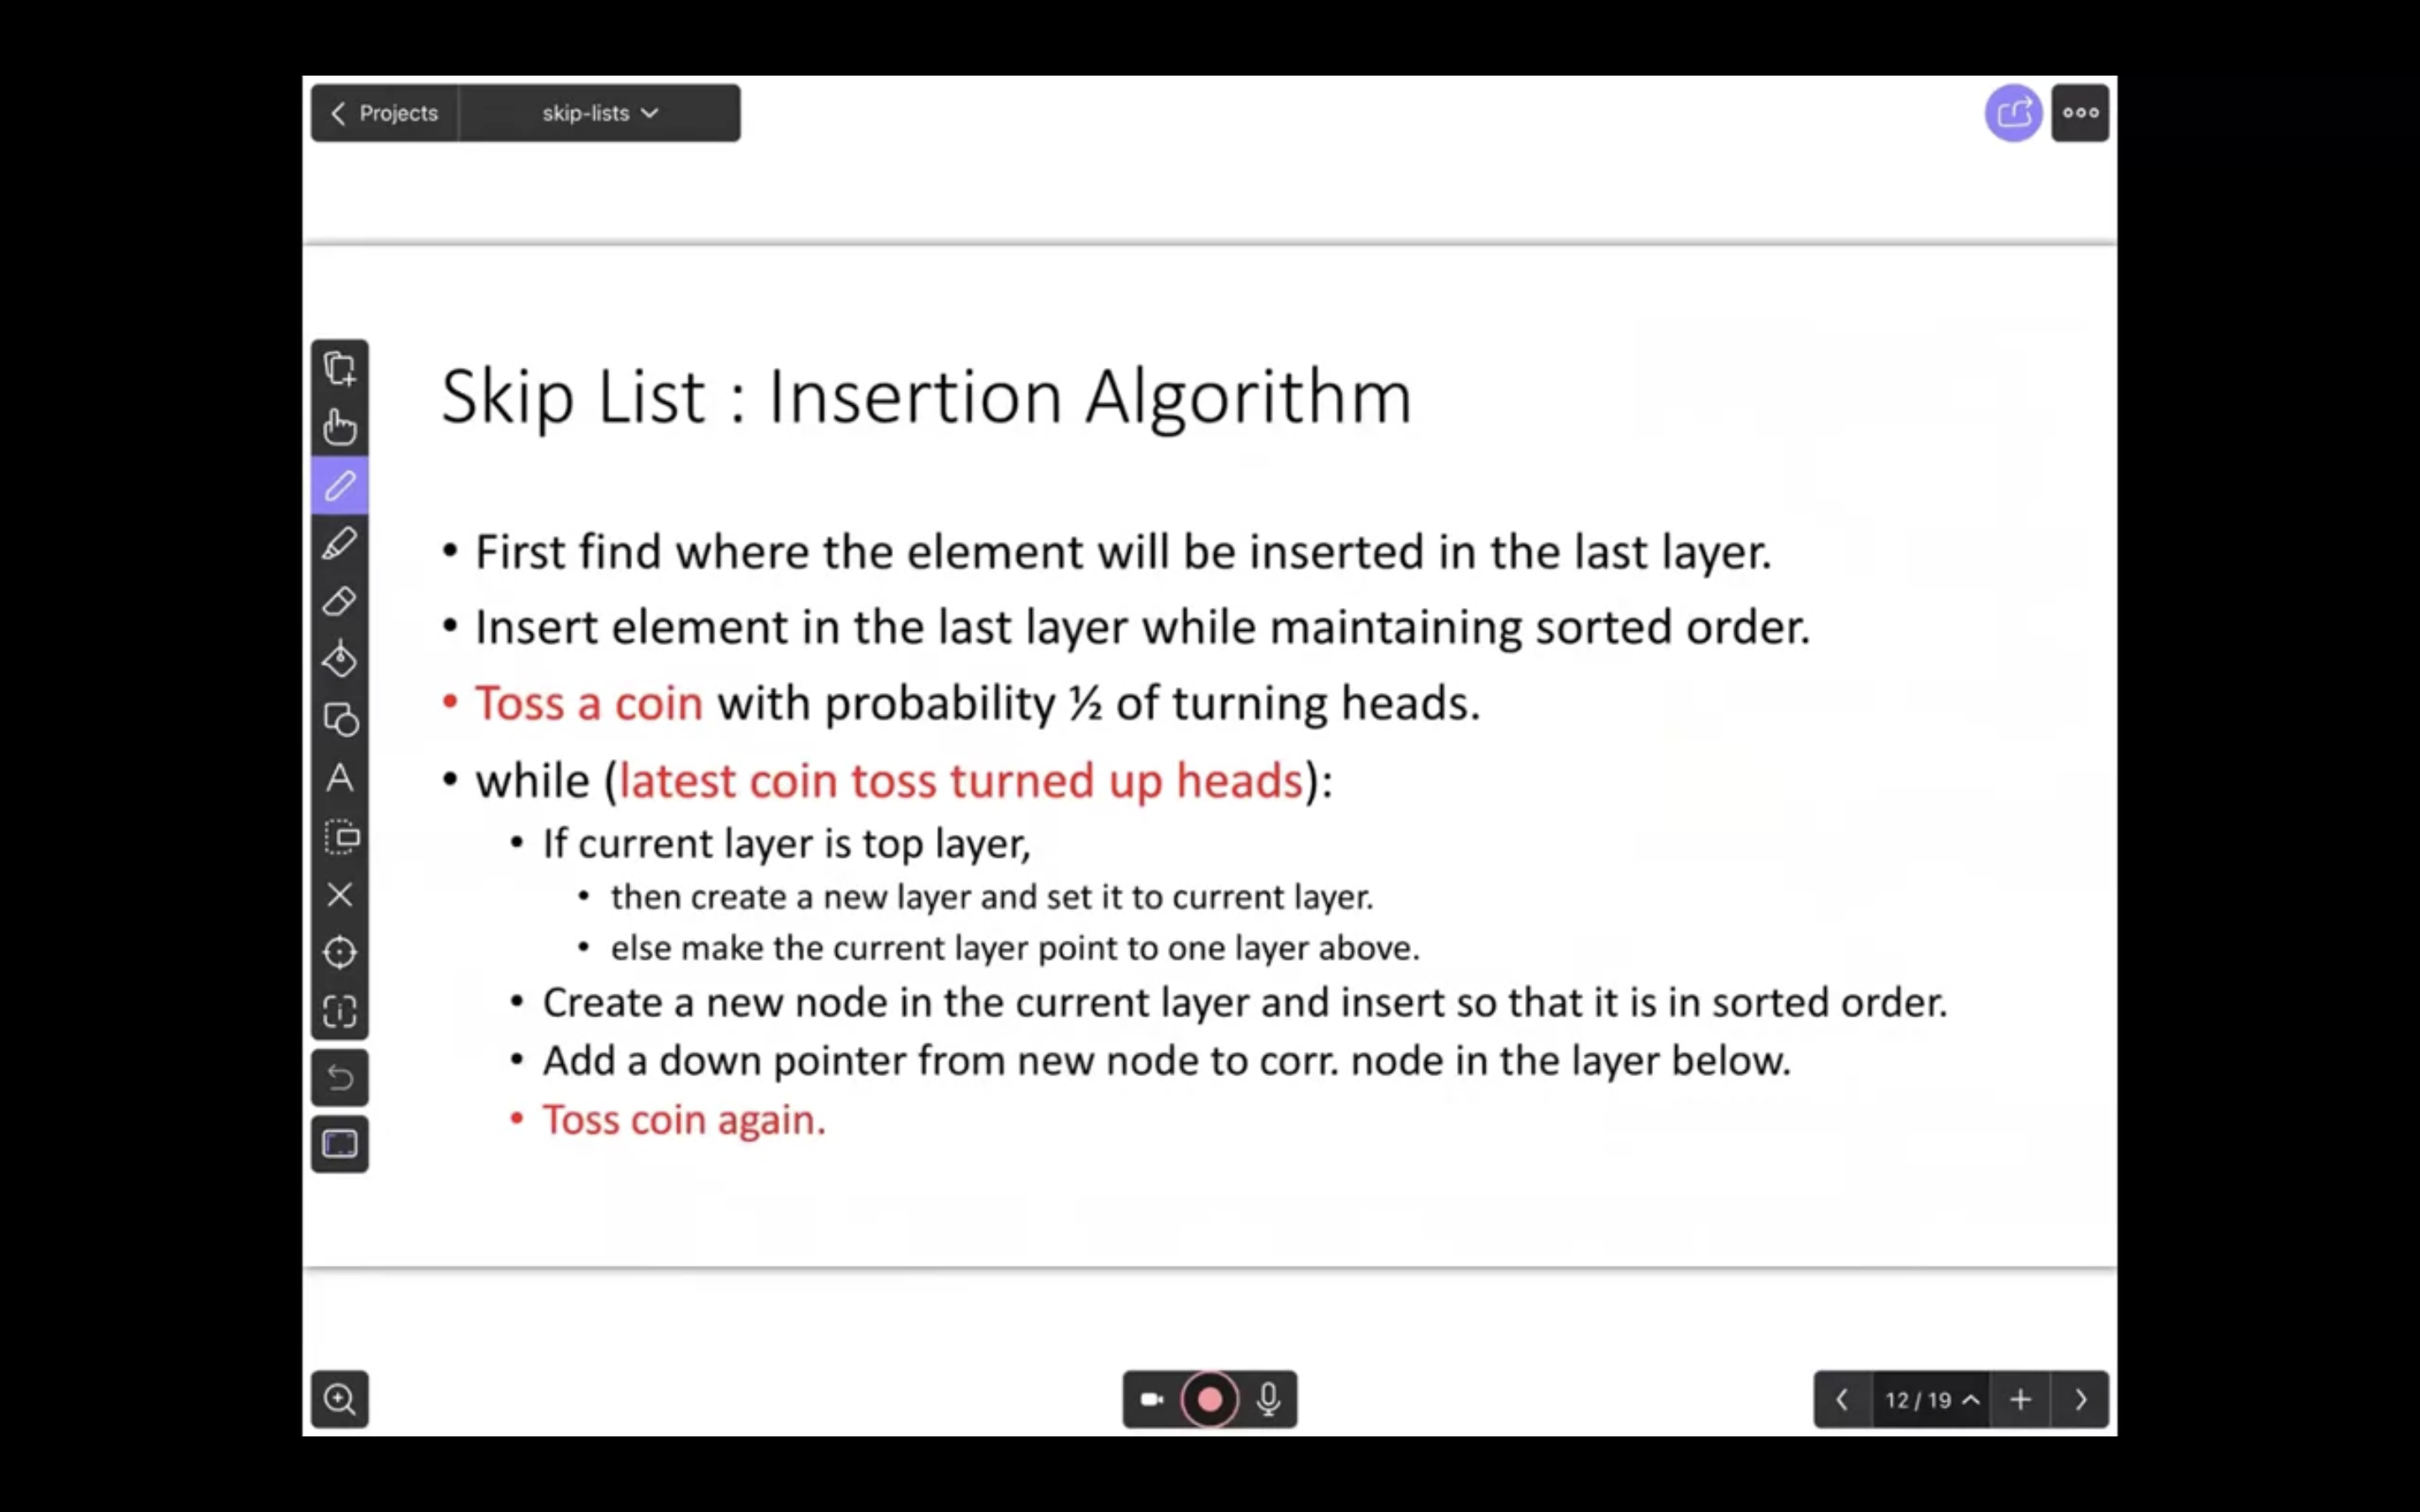 Projects
skip-lists
Skip List : Insertion Algorithm
• First find where the element will be inserted in the last layer.
• Insert element in the last layer while maintaining sorted order.
• Toss a coin with probability ½ of turning heads.
• while (latest coin toss turned up heads):
• If current layer is top layer,
• then create a new layer and set it to current layer.
• else make the current layer point to one layer above.
• Create a new node in the current layer and insert so that it is in sorted order.
• Add a down pointer from new node to corr. node in the layer below.
• Toss coin again.
12 / 19